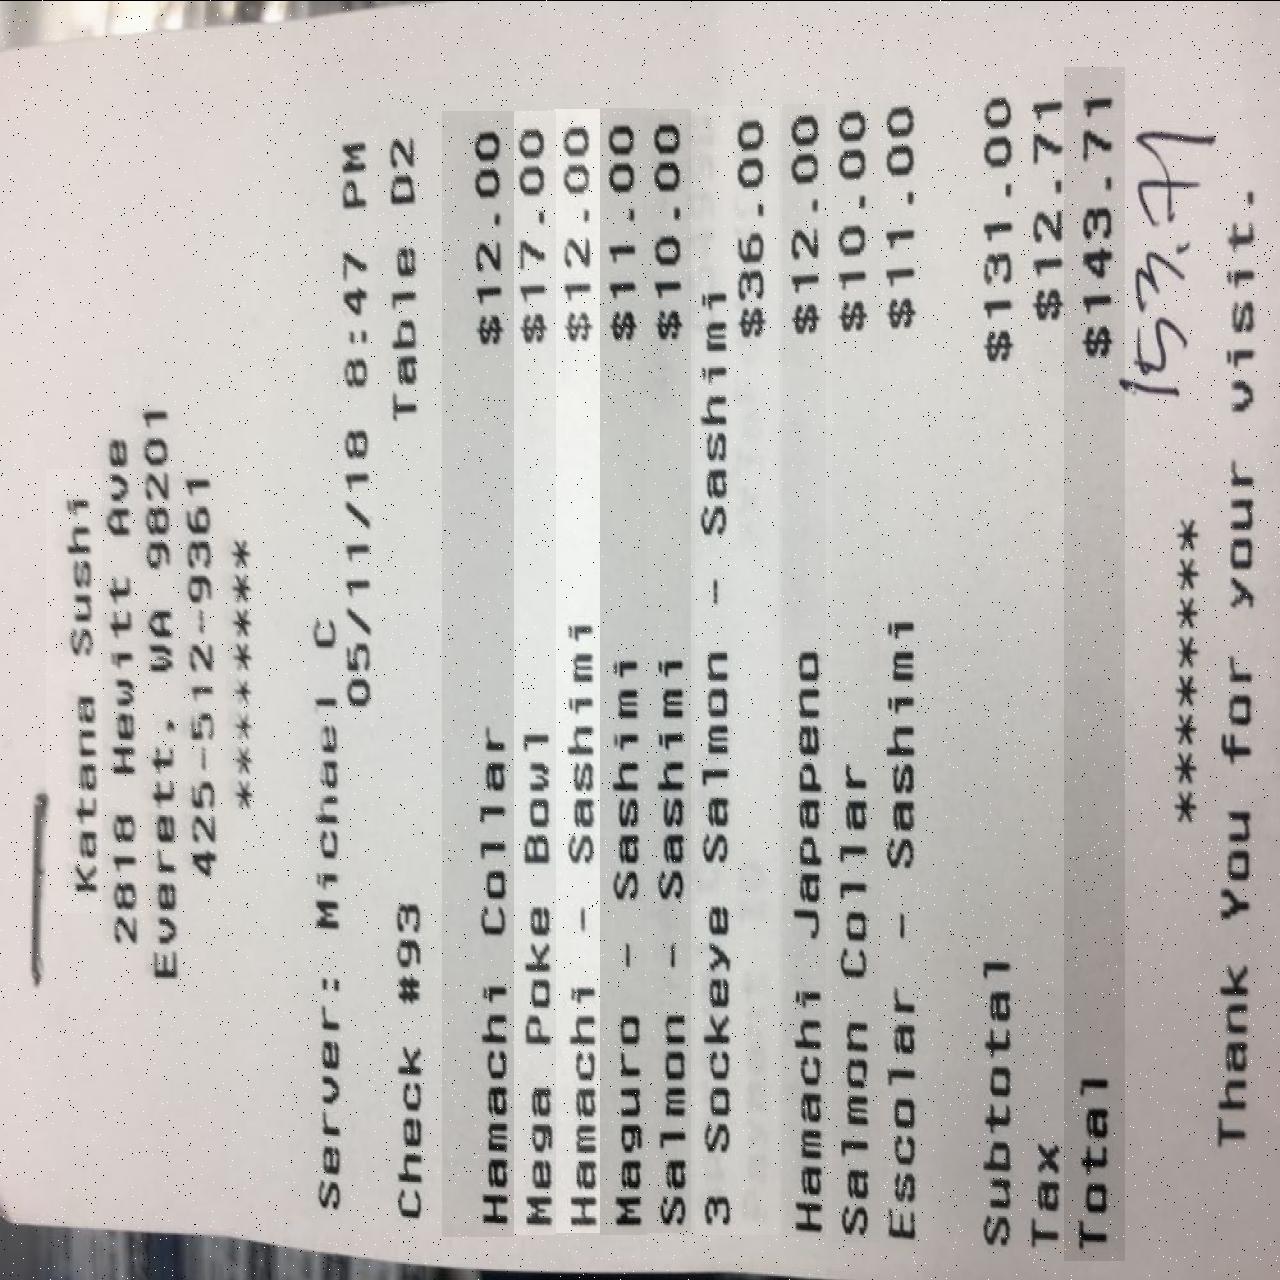 Katana Sushi
2818 Hewitt Ave
Everett, WA 98201
425-512-9361
********
Server: Michael C
05/11/18 8:47 PM
Check #93 Table D2
Hamachi Collar $12.00
Mega Poke Bowl $17.00
Hamachi - Sashimi $12.00
Maguro - Sashimi $11.00
Salmon - Sashimi $10.00
3 Sockeye Salmon - Sashimi
$36.00
Hamachi Japapeno $12.00
Salmon Collar $10.00
Escolar - Sashimi $11.00
Subtotal $131.00
Tax $12.71
Total $143.71
153.71
********
Thank You for your visit.